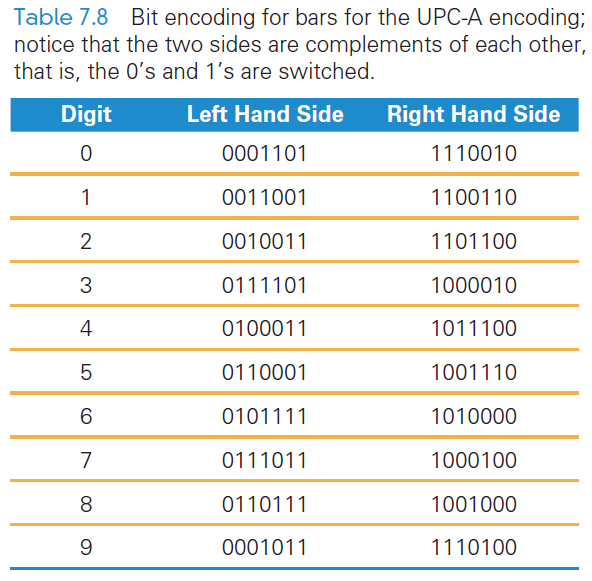 Table 7.8 Bit encoding for bars for the UPC-A encoding;
notice that the two sides are complements of each other,
that is, the 0’s and 1’s are switched.
Digit Left Hand Side Right Hand Side
0 0001101 1110010
1 0011001 1100110
2 0010011 1101100
3 0111101 1000010
4 0100011 1011100
5 0110001 1001110
6 0101111 1010000
7 0111011 1000100
8 0110111 1001000
9 0001011 1110100